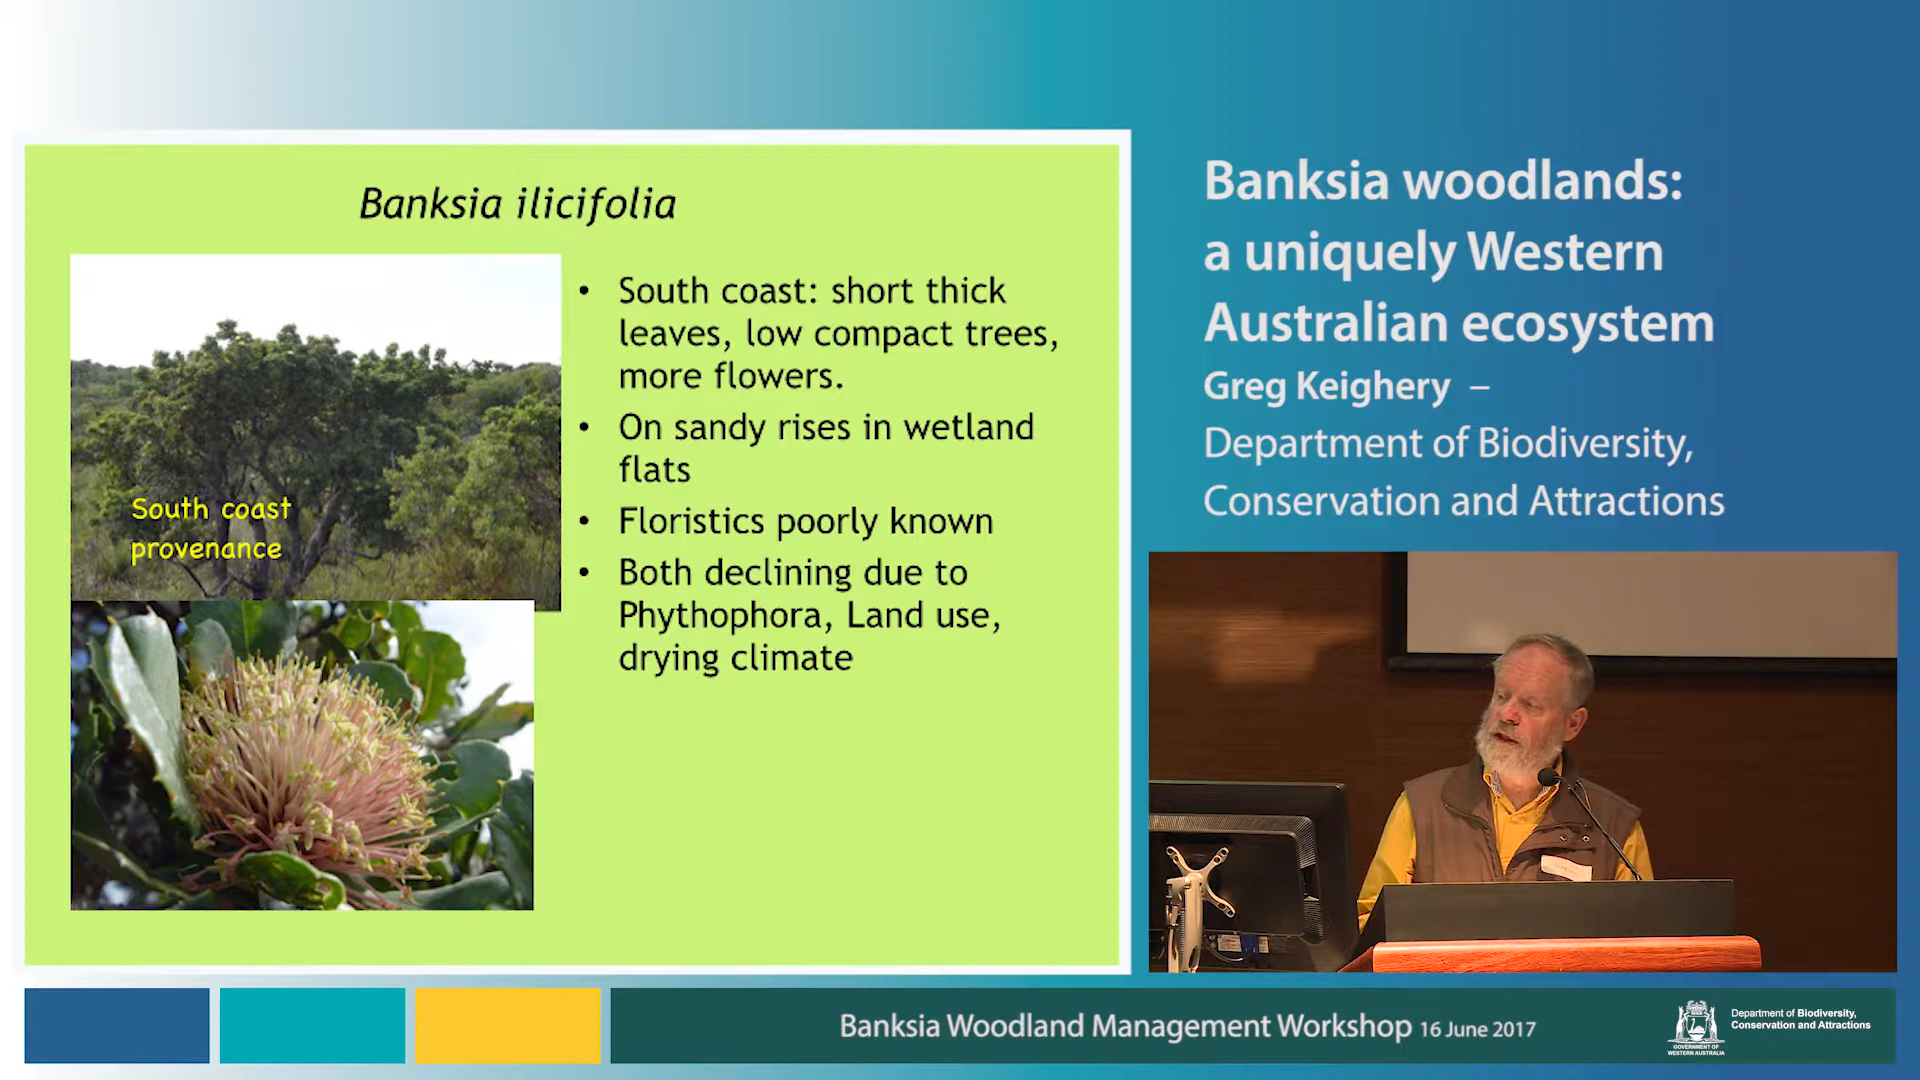 Banksia ilicifolia
South coast
provenance
• South coast: short thick
leaves, low compact trees,
more flowers.
• On sandy rises in wetland
flats
• Floristics poorly known
• Both declining due to
Phythophora, Land use,
drying climate
Banksia woodlands:
a uniquely Western
Australian ecosystem
Greg Keighery –
Department of Biodiversity,
Conservation and Attractions
Banksia Woodland Management Workshop 16 June 2017
GOVERNMENT OF
WESTERN AUSTRALIA
Department of Biodiversity,
Conservation and Attractions